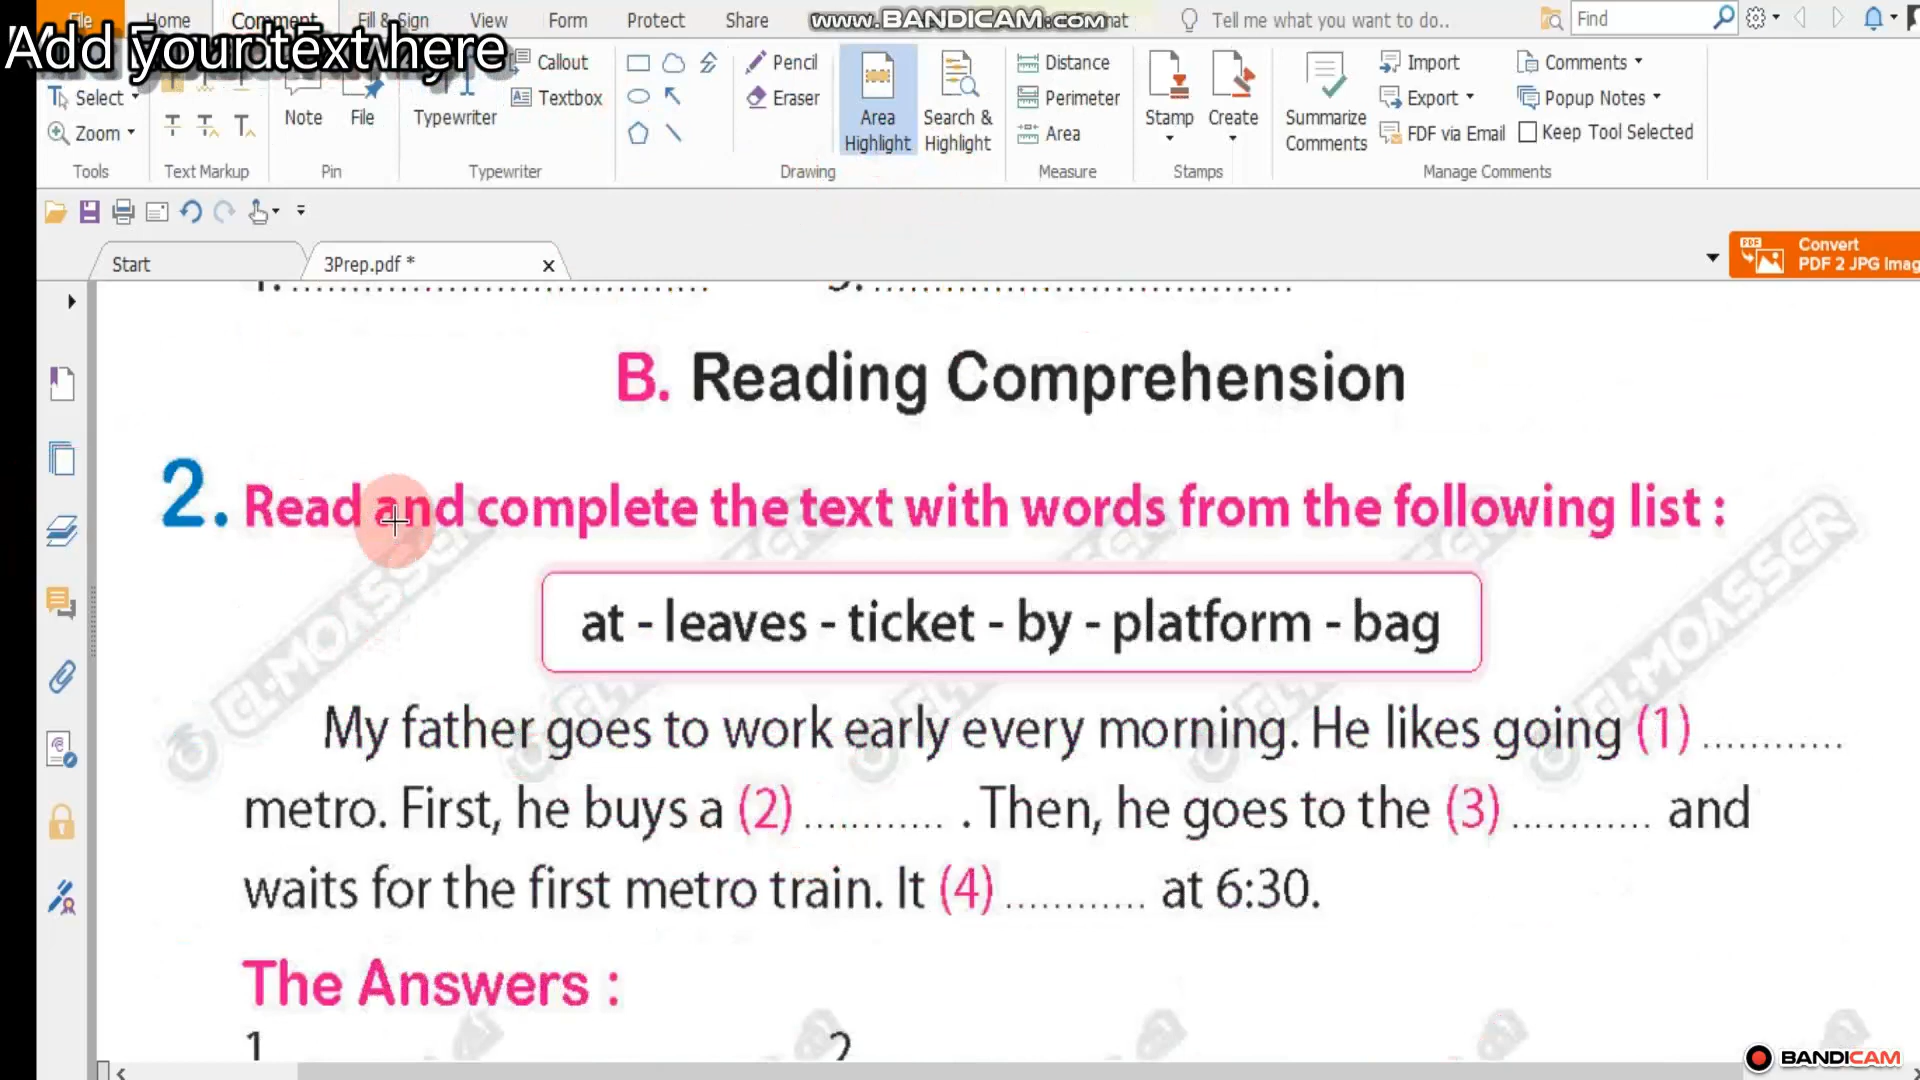 File Home Comment Fill & Sign View Form Protect Share www.BANDICAM.com Tell me what you want to do.. Find
Add your text here
Callout Pencil Distance Import Comments
Select Textbox Eraser Perimeter Export Popup Notes
Zoom Note File Typewriter Area Highlight Search & Highlight Area Stamp Create Summarize Comments FDF via Email Keep Tool Selected
Tools Text Markup Pin Typewriter Drawing Measure Stamps Manage Comments
Start 3Prep.pdf * x
PDF Convert
PDF 2 JPG Imag
B. Reading Comprehension
2. Read and complete the text with words from the following list :
at - leaves - ticket - by - platform - bag
My father goes to work early every morning. He likes going (1) ............
metro. First, he buys a (2) ............ . Then, he goes to the (3) ............ and
waits for the first metro train. It (4) ............ at 6:30.
The Answers :
1 2
EL-MOASSER
BANDICAM